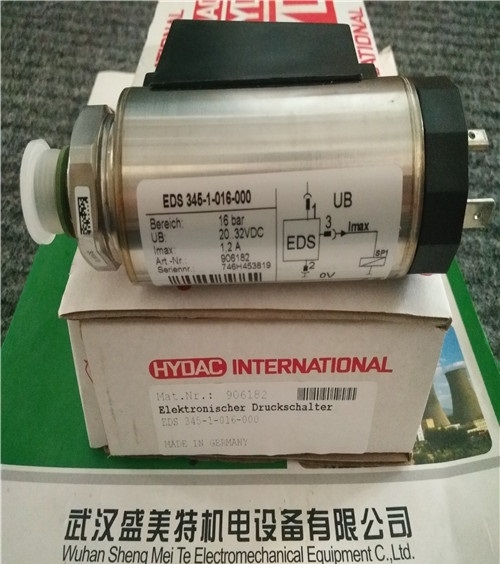 INTERNATIONAL
EDS 345-1-016-000
Bereich: 16 bar
UB: 20..32VDC
Imax: 1,2 A
Art.-Nr.: 906182
Seriennr.: 746H453819
UB
1
3
Imax
EDS
SP1
2
0V
HYDAC INTERNATIONAL
Mat.Nr.: 906182
Elektronischer Druckschalter
EDS 345-1-016-000
MADE IN GERMANY
武汉盛美特机电设备有限公司
Wuhan Sheng Mei Te Electromechanical Equipment C.,Ltd.